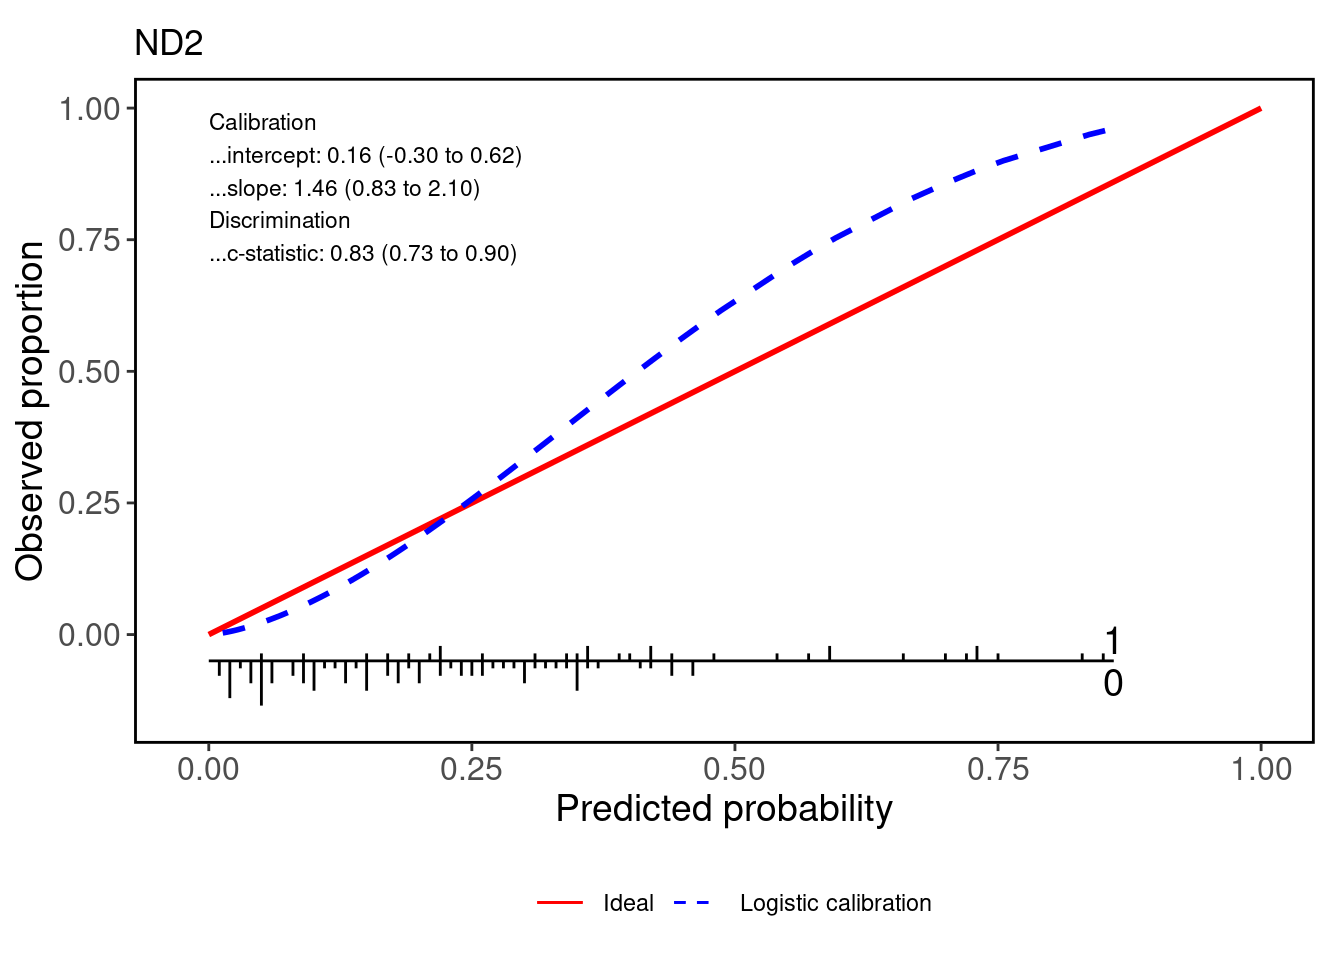 ND2
Calibration
...intercept: 0.16 (-0.30 to 0.62)
...slope: 1.46 (0.83 to 2.10)
Discrimination
...c-statistic: 0.83 (0.73 to 0.90)
Observed proportion
1.00
0.75
0.50
0.25
0.00
1
0
0.00 0.25 0.50 0.75 1.00
Predicted probability
Ideal Logistic calibration